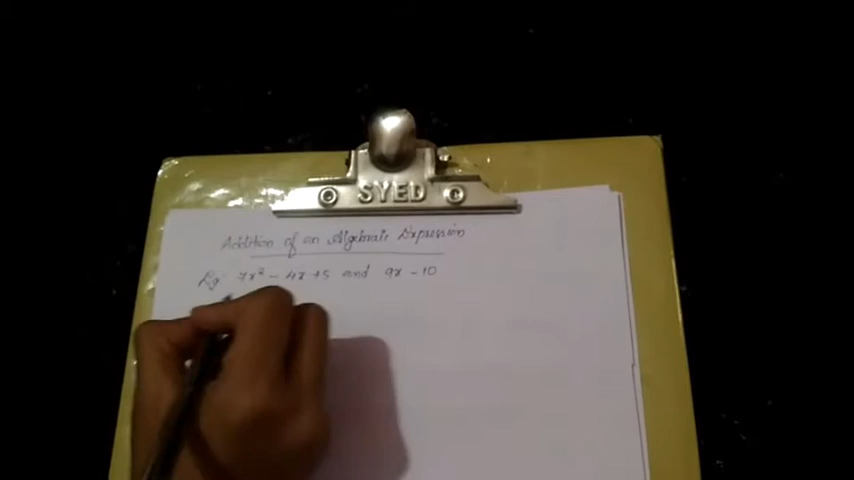 SYED
Addition of an Algebraic Expression
Eg: 7x² - 4x + 5 and 9x - 10